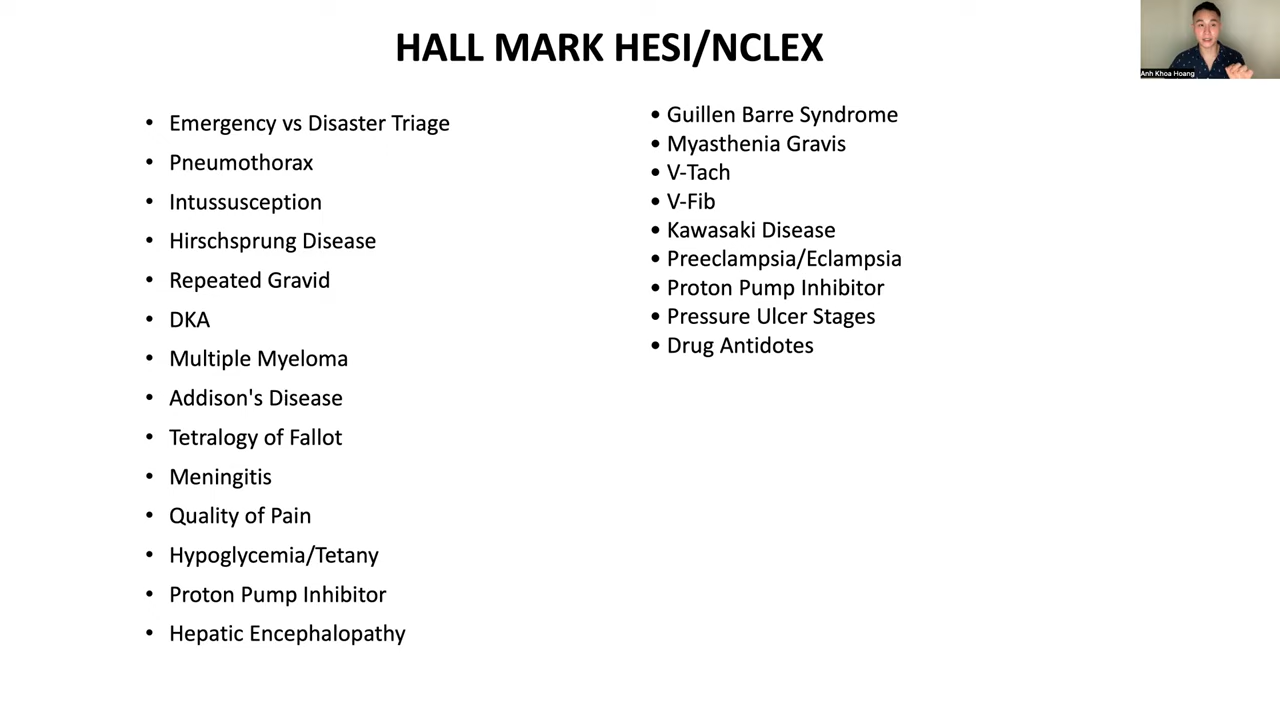 HALL MARK HESI/NCLEX
Anh Khoa Hoang
• Emergency vs Disaster Triage
• Pneumothorax
• Intussusception
• Hirschsprung Disease
• Repeated Gravid
• DKA
• Multiple Myeloma
• Addison's Disease
• Tetralogy of Fallot
• Meningitis
• Quality of Pain
• Hypoglycemia/Tetany
• Proton Pump Inhibitor
• Hepatic Encephalopathy
• Guillen Barre Syndrome
• Myasthenia Gravis
• V-Tach
• V-Fib
• Kawasaki Disease
• Preeclampsia/Eclampsia
• Proton Pump Inhibitor
• Pressure Ulcer Stages
• Drug Antidotes